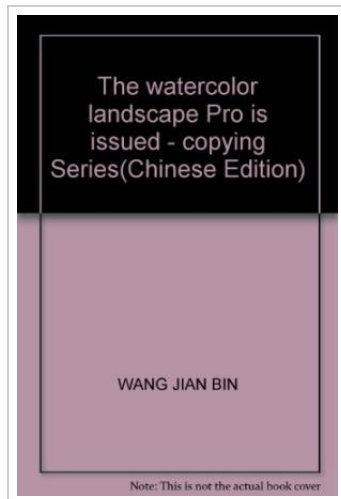 The watercolor
landscape Pro is
issued - copying
Series(Chinese Edition)
WANG JIAN BIN
Note: This is not the actual book cover